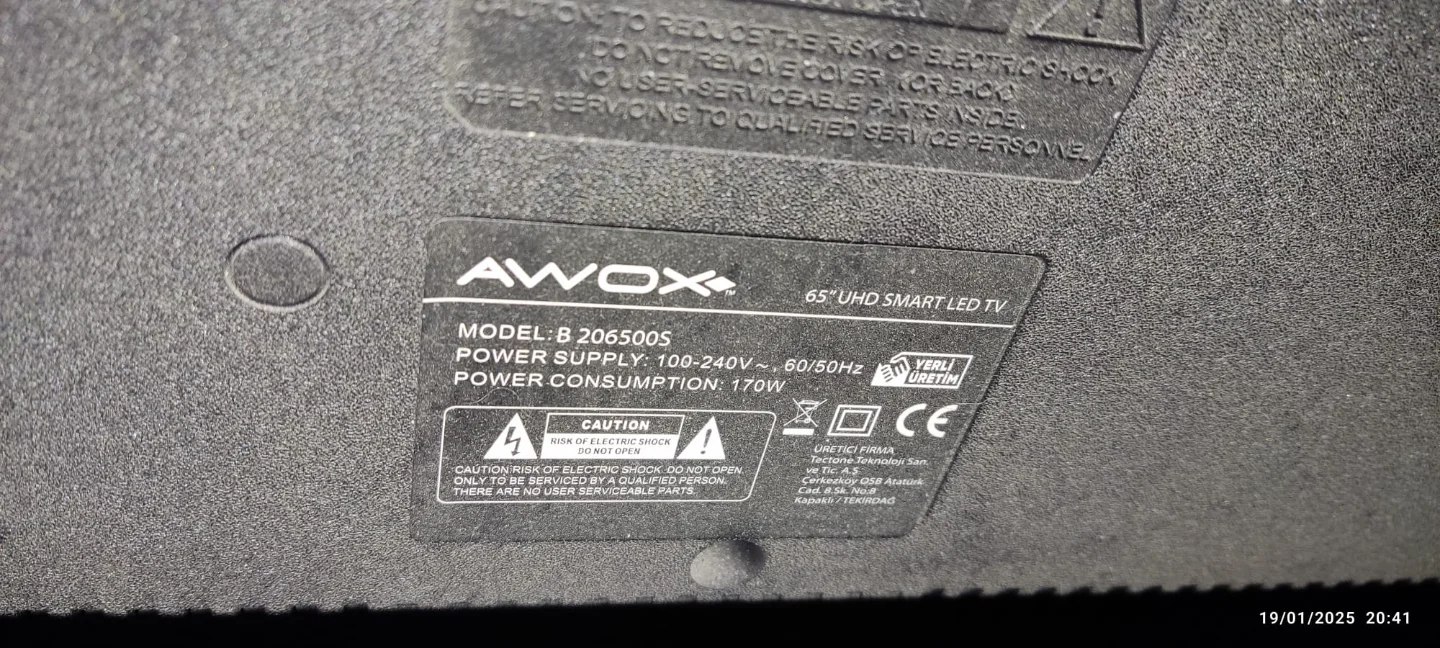 CAUTION: TO REDUCE THE RISK OF ELECTRIC SHOCK
DO NOT REMOVE COVER (OR BACK)
NO USER-SERVICEABLE PARTS INSIDE.
REFER SERVICING TO QUALIFIED SERVICE PERSONNEL
AWOX™
65" UHD SMART LED TV
MODEL: B 206500S
POWER SUPPLY: 100-240V~, 60/50Hz
POWER CONSUMPTION: 170W
YERLİ
ÜRETİM
CAUTION
RISK OF ELECTRIC SHOCK
DO NOT OPEN
CAUTION RISK OF ELECTRIC SHOCK. DO NOT OPEN.
ONLY TO BE SERVICED BY A QUALIFIED PERSON.
THERE ARE NO USER SERVICEABLE PARTS.
CE
ÜRETİCİ FİRMA
Tectone Teknoloji San.
ve Tic. A.Ş
Çerkezköy OSB Atatürk
Cad. 8.Sk. No:8
Kapaklı / TEKİRDAĞ
19/01/2025 20:41